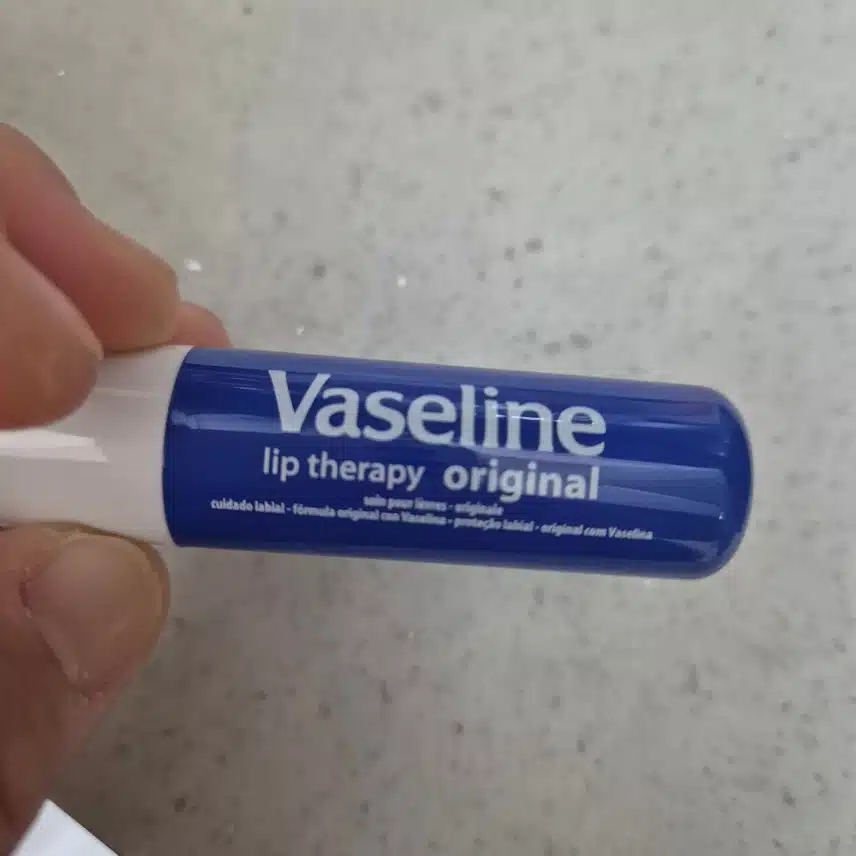 Vaseline
lip therapy original
soin pour lèvres - originale
cuidado labial - fórmula original con Vaselina - proteção labial - original com Vaselina